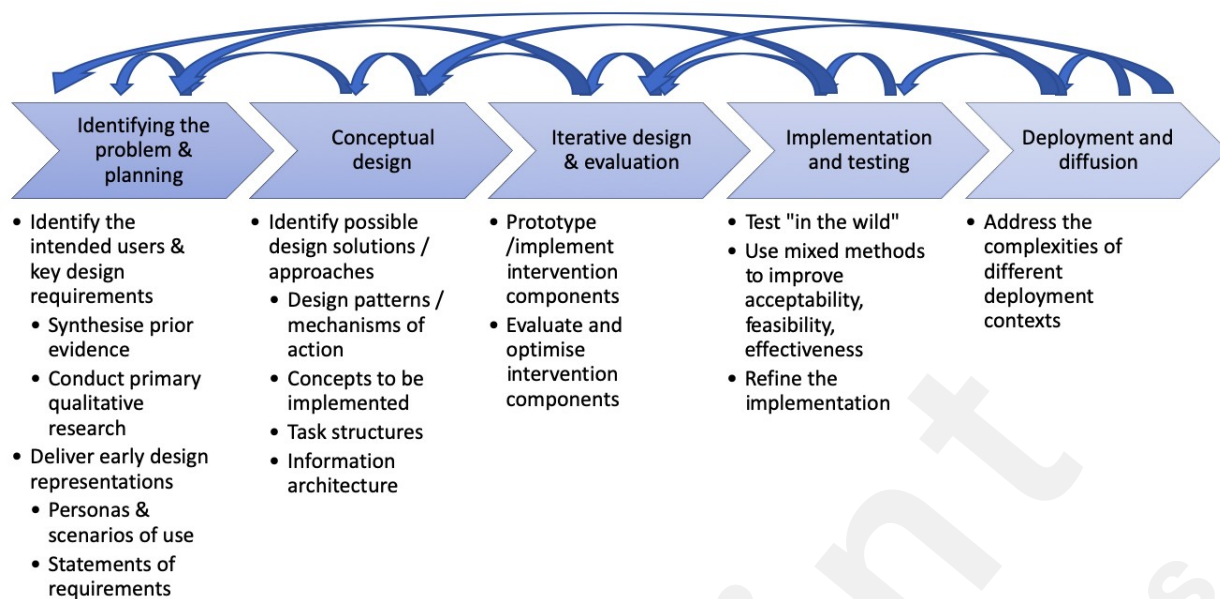 Identifying the
problem &
planning
Conceptual
design
Iterative design
& evaluation
Implementation
and testing
Deployment and
diffusion
• Identify the
intended users &
key design
requirements
• Synthesise prior
evidence
• Conduct primary
qualitative
research
• Deliver early design
representations
• Personas &
scenarios of use
• Statements of
requirements
• Identify possible
design solutions /
approaches
• Design patterns /
mechanisms of
action
• Concepts to be
implemented
• Task structures
• Information
architecture
• Prototype
/implement
intervention
components
• Evaluate and
optimise
intervention
components
• Test "in the wild"
• Use mixed methods
to improve
acceptability,
feasibility,
effectiveness
• Refine the
implementation
• Address the
complexities of
different
deployment
contexts